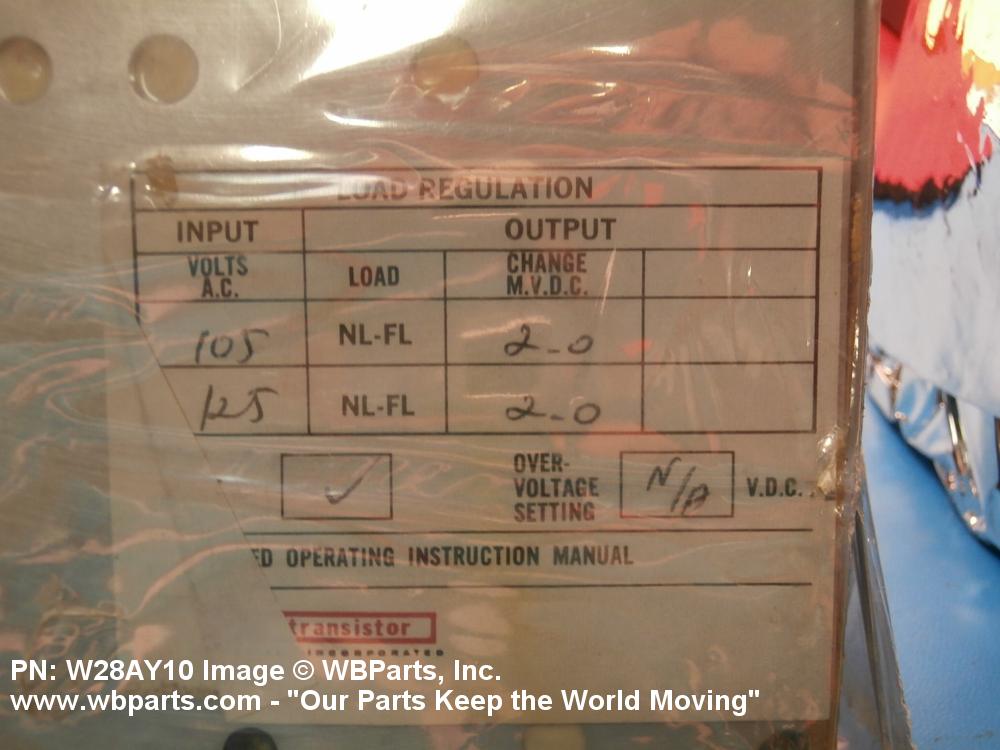 LOAD REGULATION
INPUT OUTPUT
VOLTS A.C. LOAD CHANGE M.V.D.C.
105 NL-FL 2.0
125 NL-FL 2.0
✓ OVER-VOLTAGE SETTING N/A V.D.C.
ED OPERATING INSTRUCTION MANUAL
transistor
INCORPORATED
PN: W28AY10 Image © WBParts, Inc.
www.wbparts.com - "Our Parts Keep the World Moving"